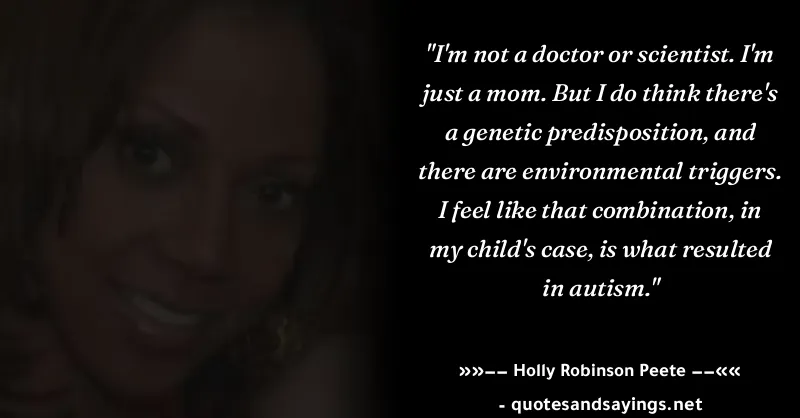 "I'm not a doctor or scientist. I'm
just a mom. But I do think there's
a genetic predisposition, and
there are environmental triggers.
I feel like that combination, in
my child's case, is what resulted
in autism."
»»–– Holly Robinson Peete ––««
- quotesandsayings.net